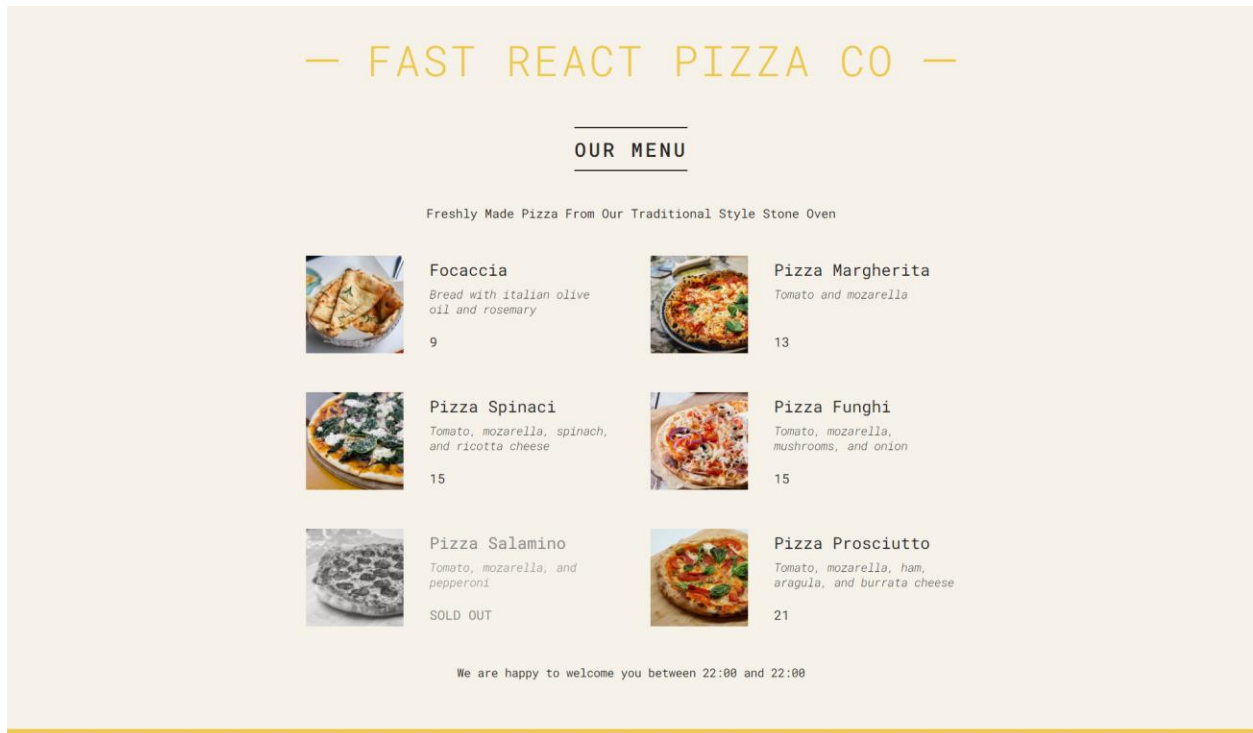 — FAST REACT PIZZA CO —
OUR MENU
Freshly Made Pizza From Our Traditional Style Stone Oven
Focaccia
Bread with italian olive
oil and rosemary
9
Pizza Margherita
Tomato and mozarella
13
Pizza Spinaci
Tomato, mozarella, spinach,
and ricotta cheese
15
Pizza Funghi
Tomato, mozarella,
mushrooms, and onion
15
Pizza Salamino
Tomato, mozarella, and
pepperoni
SOLD OUT
Pizza Prosciutto
Tomato, mozarella, ham,
aragula, and burrata cheese
21
We are happy to welcome you between 22:00 and 22:00